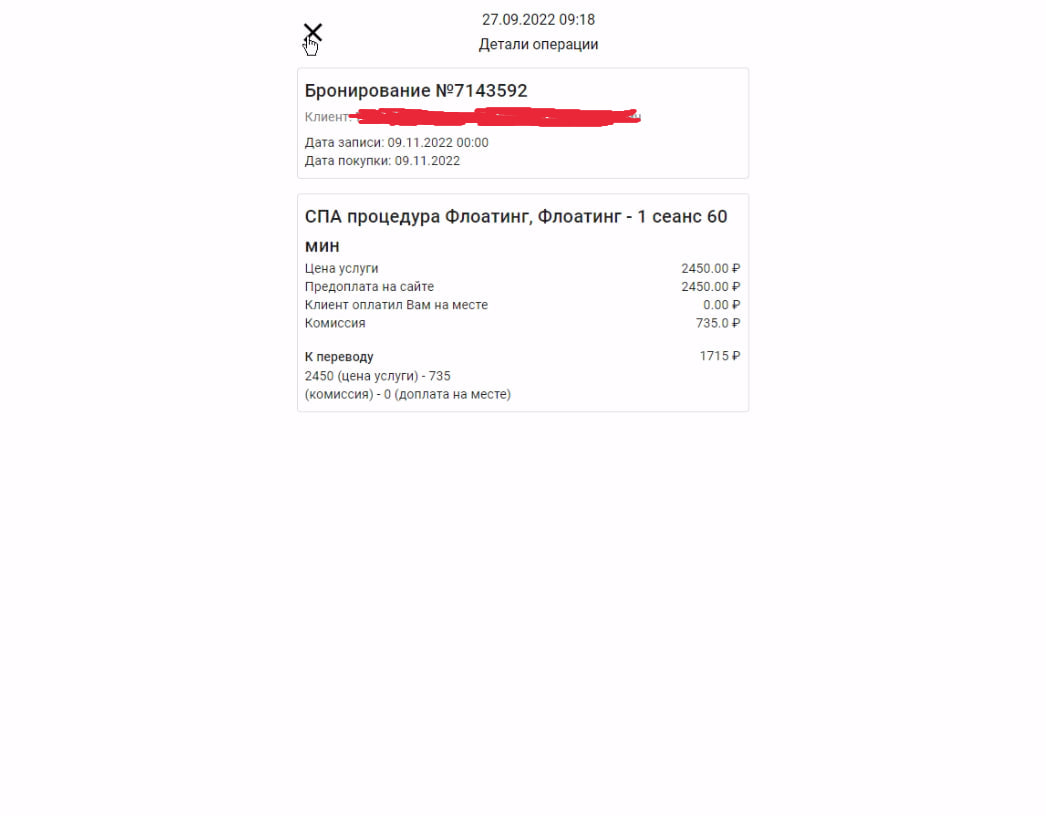 27.09.2022 09:18
Детали операции
Бронирование №7143592
Клиент:
Дата записи: 09.11.2022 00:00
Дата покупки: 09.11.2022
СПА процедура Флоатинг, Флоатинг - 1 сеанс 60
мин
Цена услуги 2450.00 ₽
Предоплата на сайте 2450.00 ₽
Клиент оплатил Вам на месте 0.00 ₽
Комиссия 735.0 ₽
К переводу 1715 ₽
2450 (цена услуги) - 735
(комиссия) - 0 (доплата на месте)